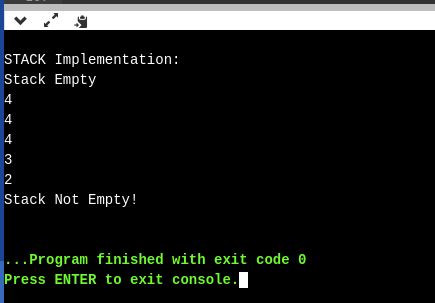 STACK Implementation:
Stack Empty
4
4
4
3
2
Stack Not Empty!
...Program finished with exit code 0
Press ENTER to exit console.